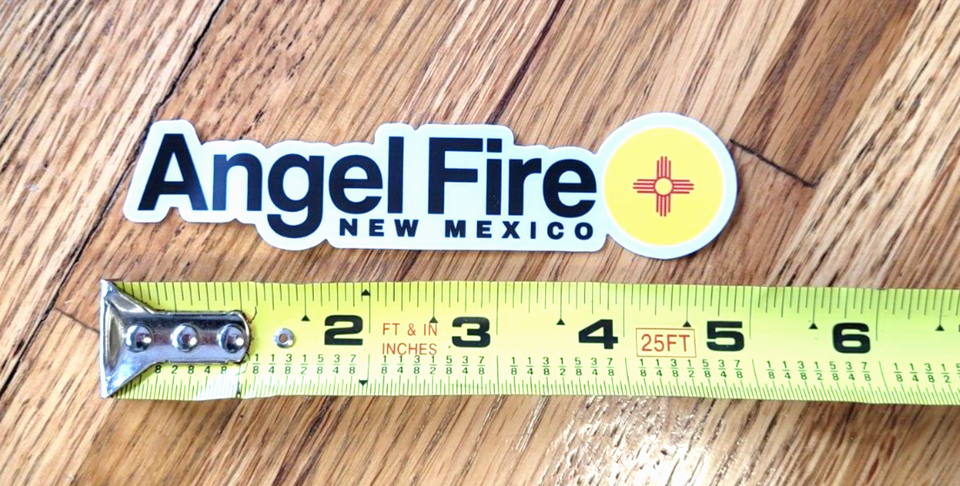 Angel Fire
NEW MEXICO
2 FT & IN 3 4 25FT 5 6
INCHES